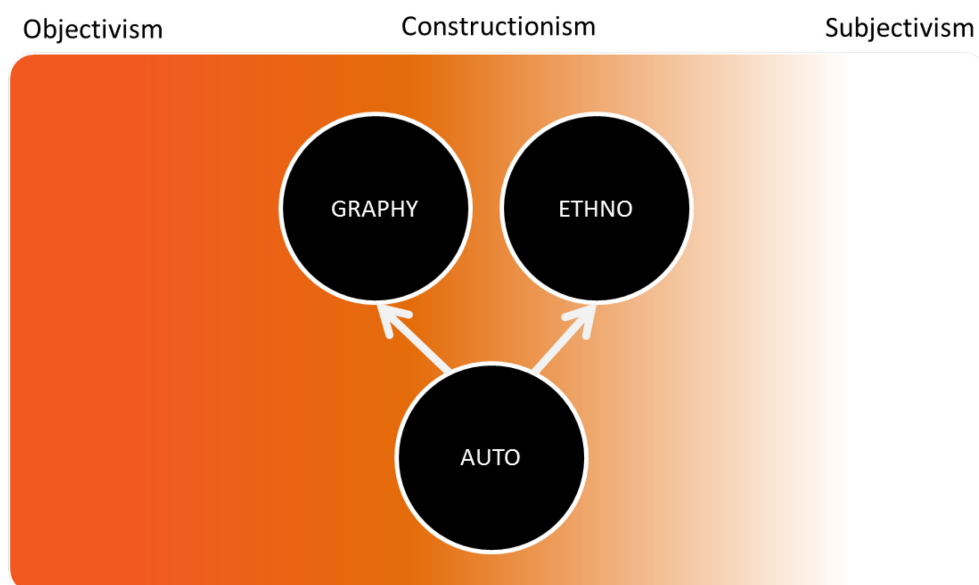 Objectivism
Constructionism
Subjectivism
GRAPHY
ETHNO
AUTO